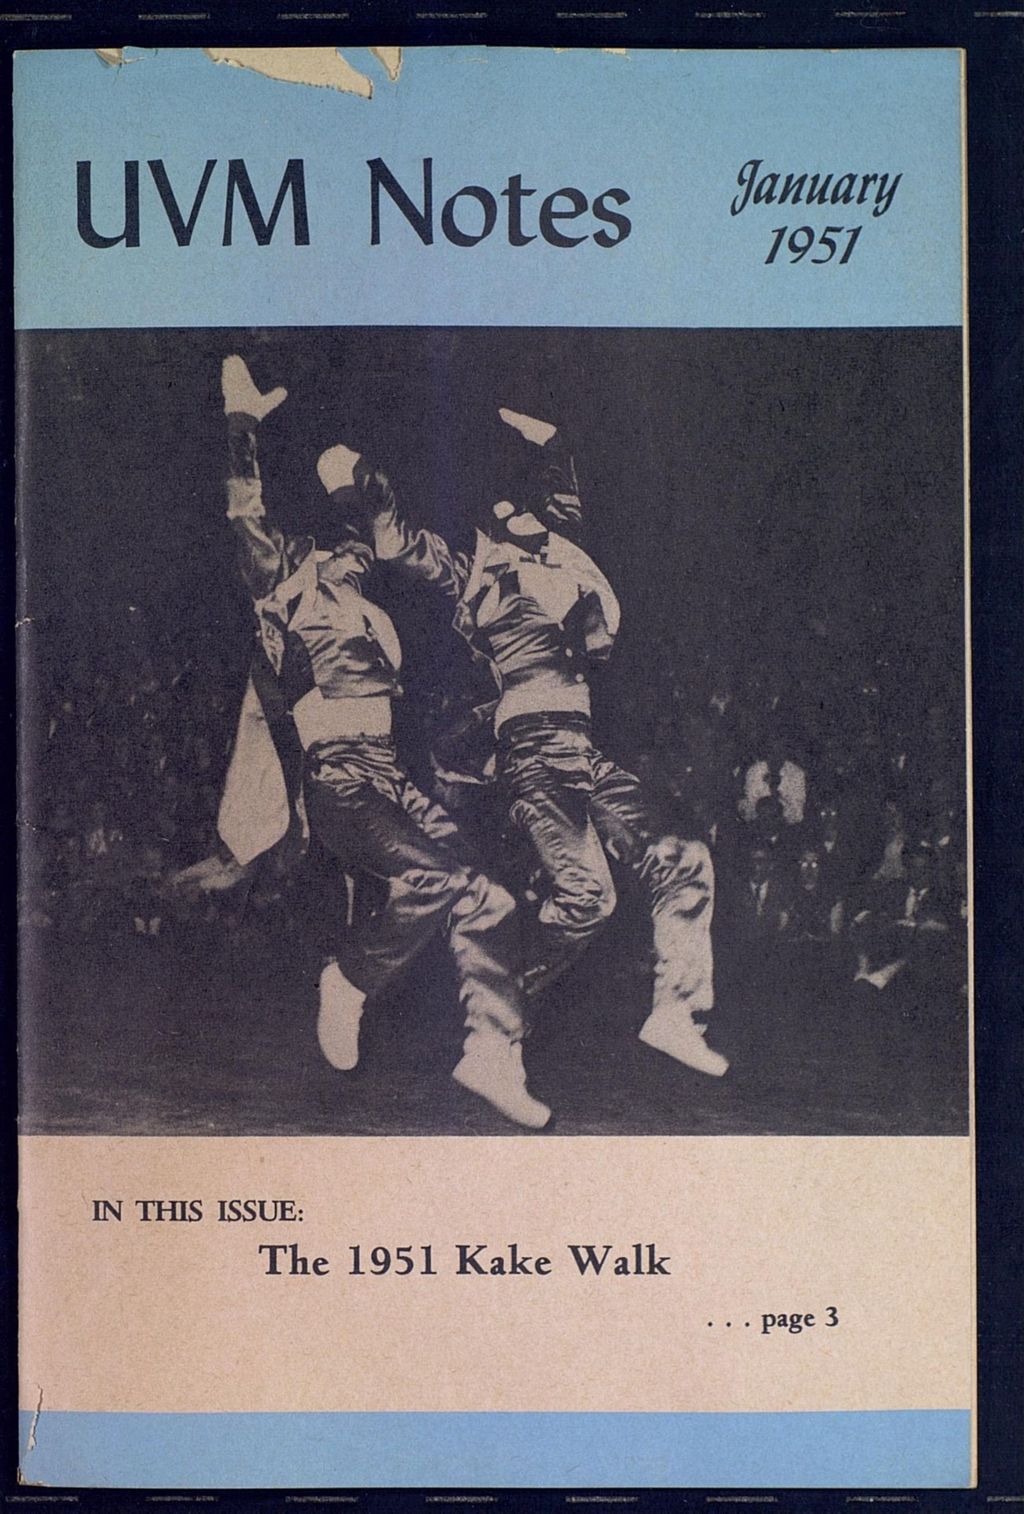 UVM Notes
January
1951
IN THIS ISSUE:
The 1951 Kake Walk
. . . page 3